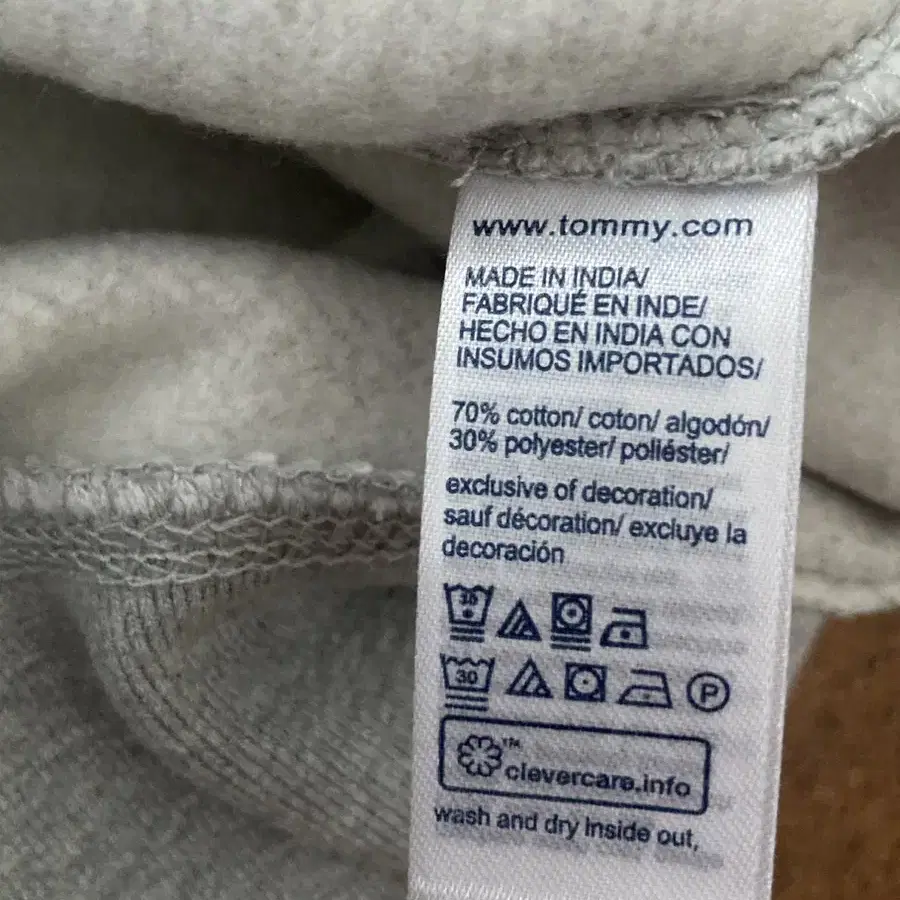 www.tommy.com
MADE IN INDIA/
FABRIQUÉ EN INDE/
HECHO EN INDIA CON
INSUMOS IMPORTADOS/
70% cotton/ coton/ algodón/
30% polyester/ poliéster/
exclusive of decoration/
sauf décoration/ excluye la
decoración
30
30 P
™
clevercare.info
wash and dry inside out,